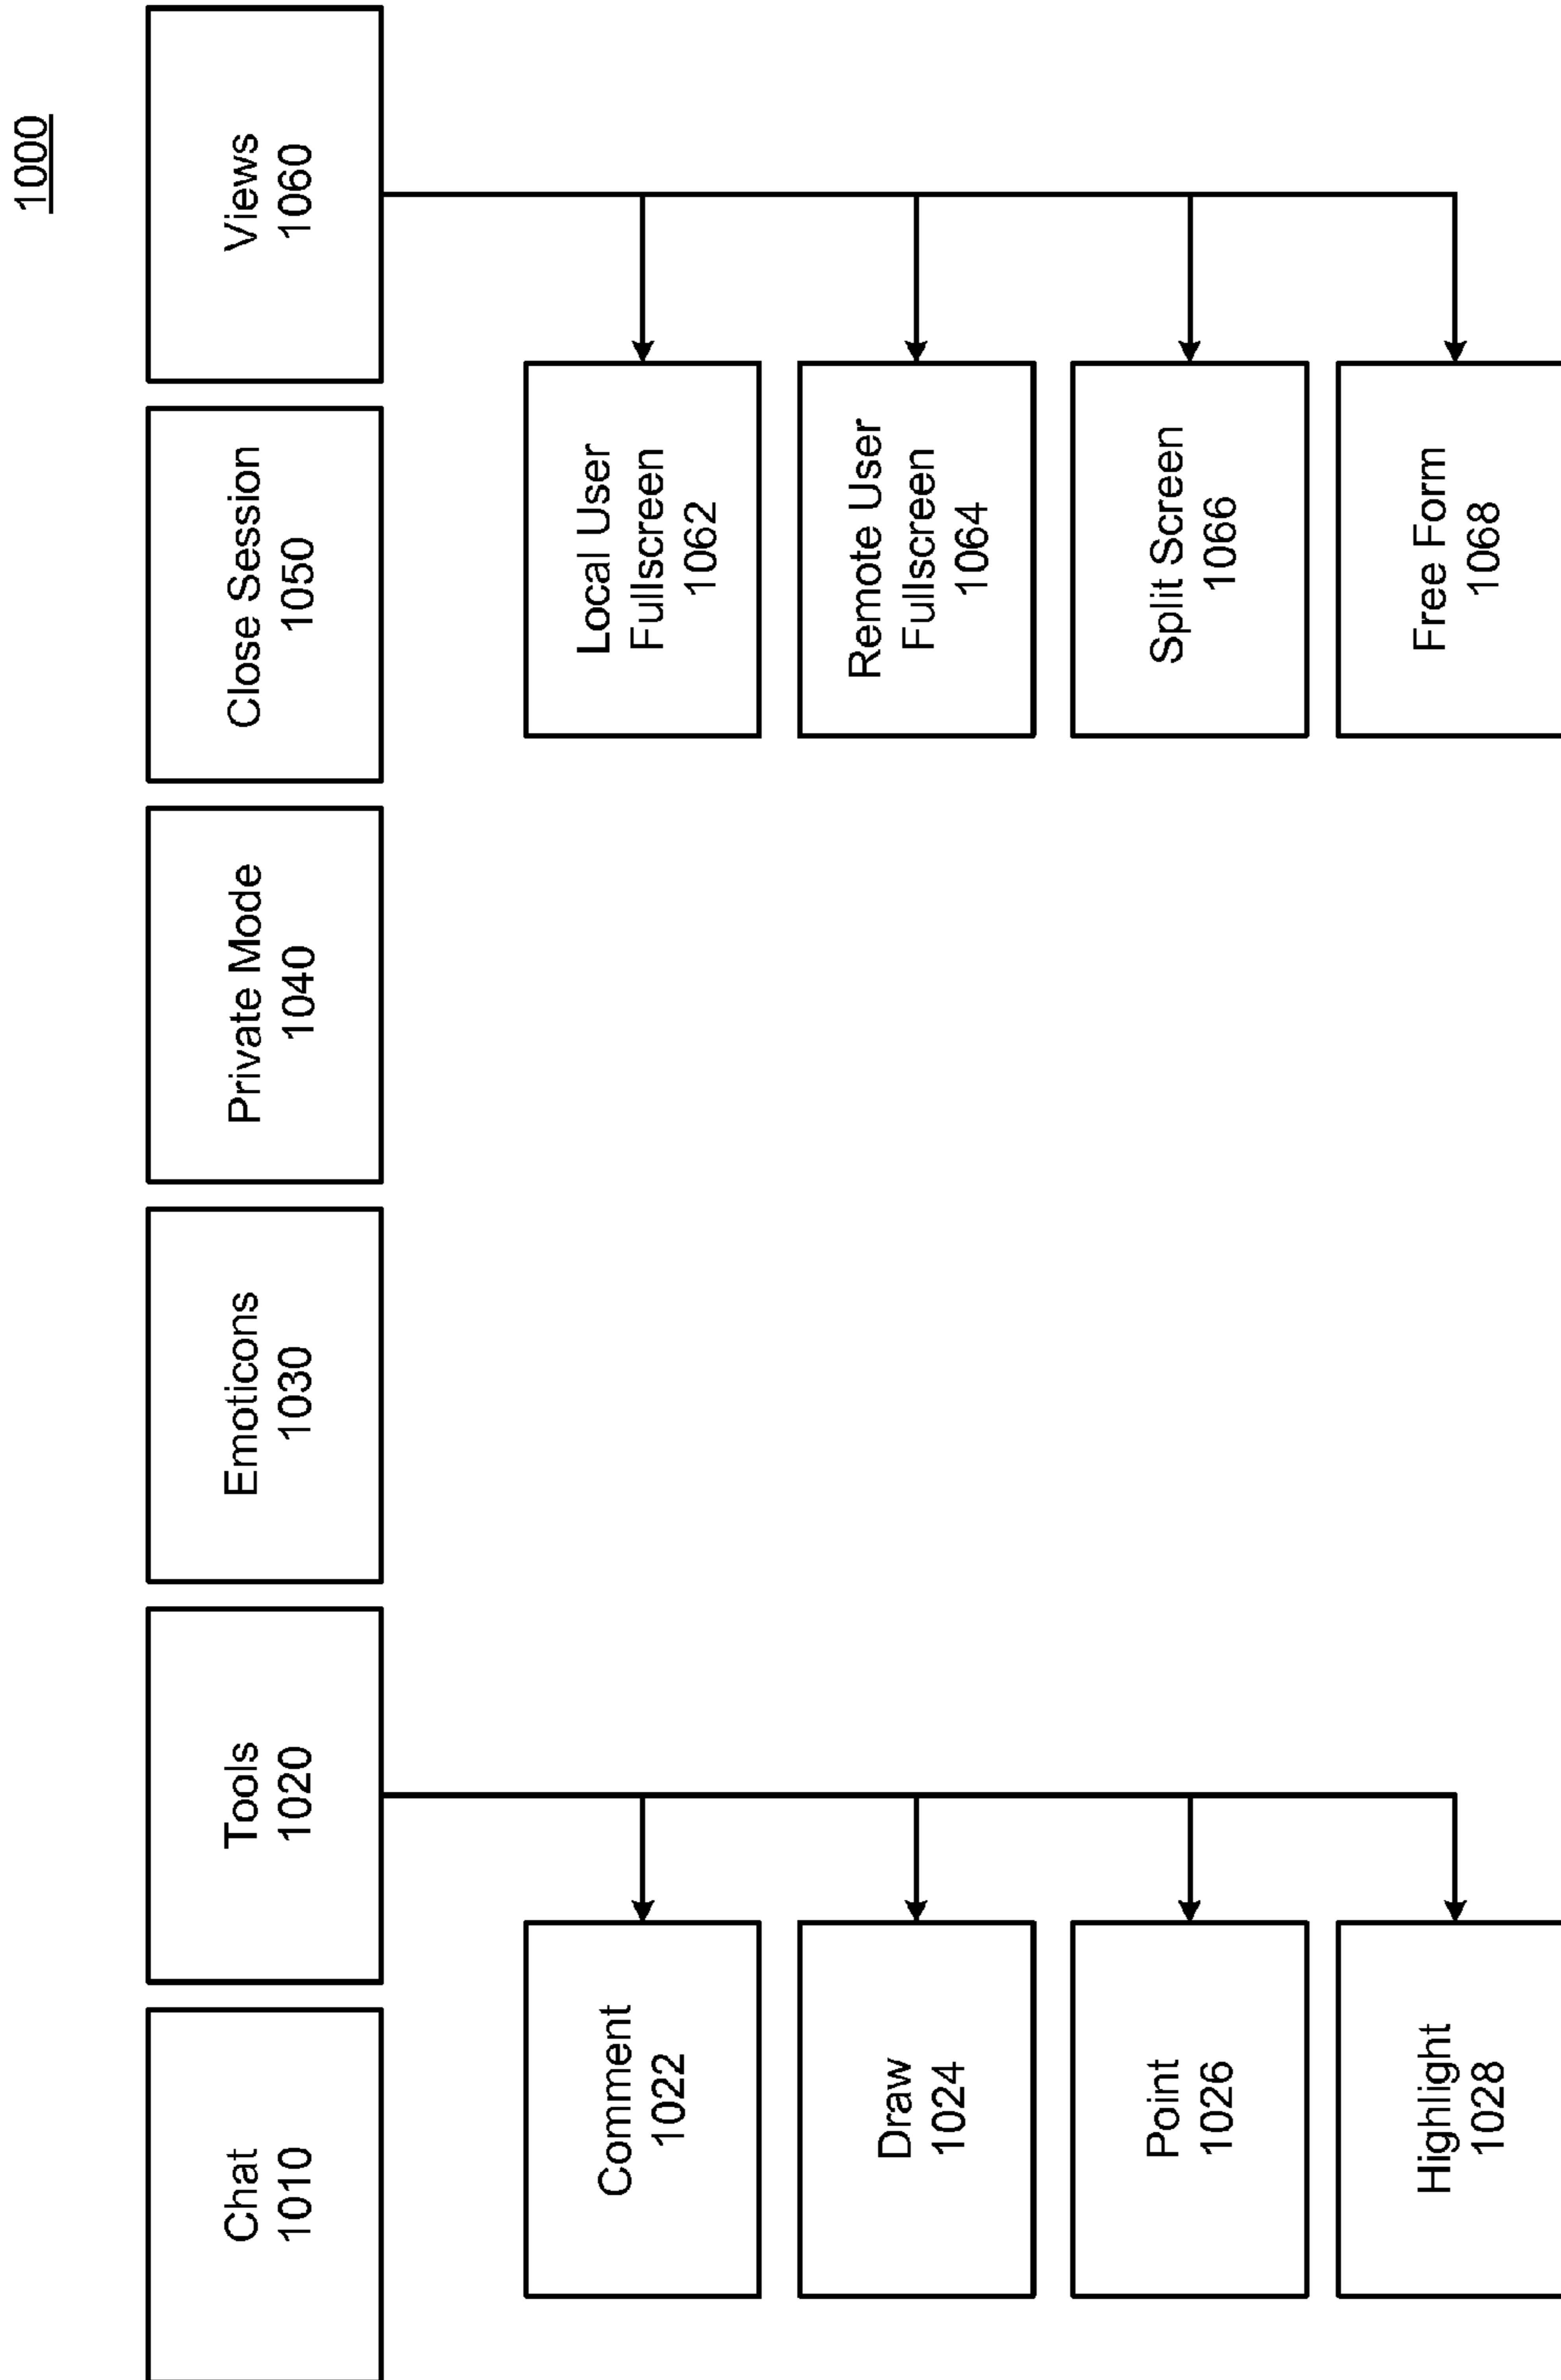 1000
Chat
1010
Tools
1020
Emoticons
1030
Private Mode
1040
Close Session
1050
Views
1060
Comment
1022
Draw
1024
Point
1026
Highlight
1028
Local User
Fullscreen
1062
Remote User
Fullscreen
1064
Split Screen
1066
Free Form
1068